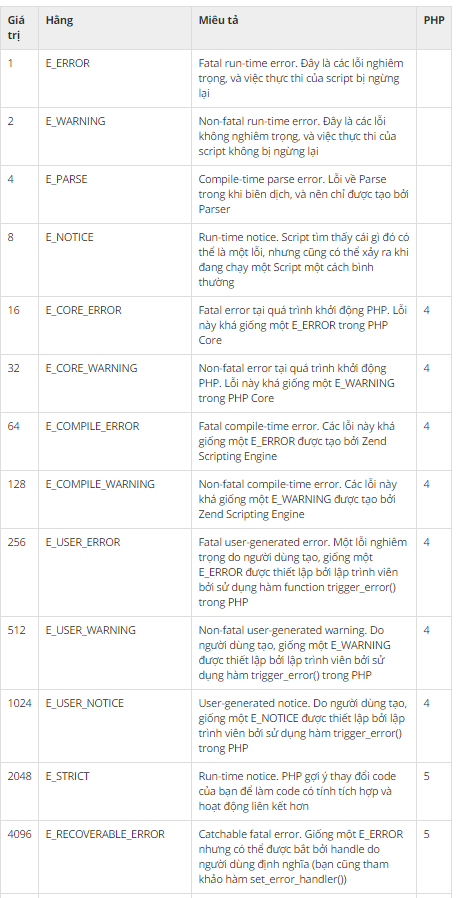 Giá Hằng Miêu tả PHP
trị
1 E_ERROR Fatal run-time error. Đây là các lỗi nghiêm
trọng, và việc thực thi của script bị ngừng
lại
2 E_WARNING Non-fatal run-time error. Đây là các lỗi
không nghiêm trọng, và việc thực thi của
script không bị ngừng lại
4 E_PARSE Compile-time parse error. Lỗi về Parse
trong khi biên dịch, và nên chỉ được tạo bởi
Parser
8 E_NOTICE Run-time notice. Script tìm thấy cái gì đó có
thể là một lỗi, nhưng cũng có thể xảy ra khi
đang chạy một Script một cách bình
thường
16 E_CORE_ERROR Fatal error tại quá trình khởi động PHP. Lỗi 4
này khá giống một E_ERROR trong PHP
Core
32 E_CORE_WARNING Non-fatal error tại quá trình khởi động 4
PHP. Lỗi này khá giống một E_WARNING
trong PHP Core
64 E_COMPILE_ERROR Fatal compile-time error. Các lỗi này khá 4
giống một E_ERROR được tạo bởi Zend
Scripting Engine
128 E_COMPILE_WARNING Non-fatal compile-time error. Các lỗi này 4
khá giống một E_WARNING được tạo bởi
Zend Scripting Engine
256 E_USER_ERROR Fatal user-generated error. Một lỗi nghiêm 4
trọng do người dùng tạo, giống một
E_ERROR được thiết lập bởi lập trình viên
bởi sử dụng hàm function trigger_error()
trong PHP
512 E_USER_WARNING Non-fatal user-generated warning. Do 4
người dùng tạo, giống một E_WARNING
được thiết lập bởi lập trình viên bởi sử
dụng hàm trigger_error() trong PHP
1024 E_USER_NOTICE User-generated notice. Do người dùng tạo, 4
giống một E_NOTICE được thiết lập bởi lập
trình viên bởi sử dụng hàm trigger_error()
trong PHP
2048 E_STRICT Run-time notice. PHP gợi ý thay đổi code 5
của bạn để làm code có tính tích hợp và
hoạt động liên kết hơn
4096 E_RECOVERABLE_ERROR Catchable fatal error. Giống một E_ERROR 5
nhưng có thể được bắt bởi handle do
người dùng định nghĩa (bạn cũng tham
khảo hàm set_error_handler())